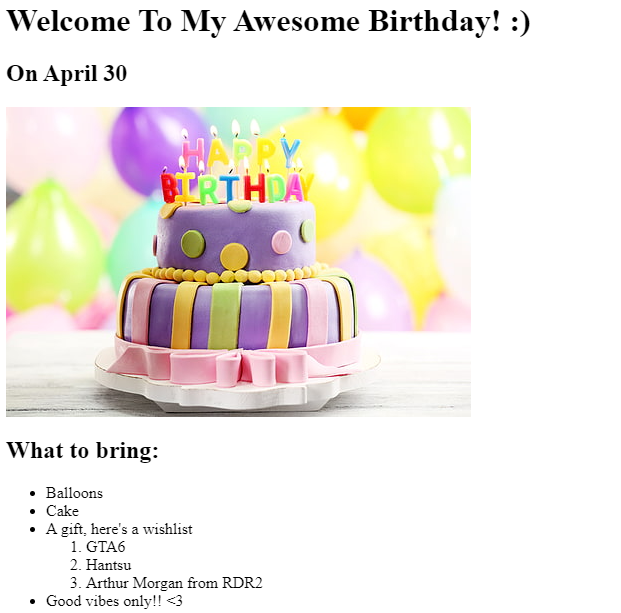 Welcome To My Awesome Birthday! :)
On April 30
HAPPY
BIRTHDAY
What to bring:
• Balloons
• Cake
• A gift, here's a wishlist
1. GTA6
2. Hantsu
3. Arthur Morgan from RDR2
• Good vibes only!! <3